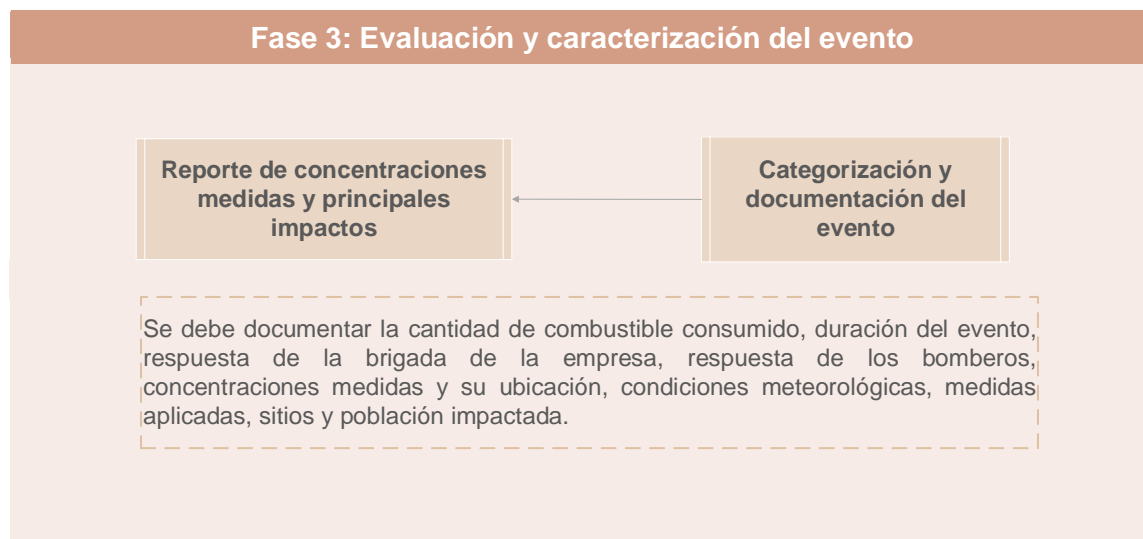 Fase 3: Evaluación y caracterización del evento
Reporte de concentraciones
medidas y principales
impactos
Categorización y
documentación del
evento
Se debe documentar la cantidad de combustible consumido, duración del evento,
respuesta de la brigada de la empresa, respuesta de los bomberos,
concentraciones medidas y su ubicación, condiciones meteorológicas, medidas
aplicadas, sitios y población impactada.